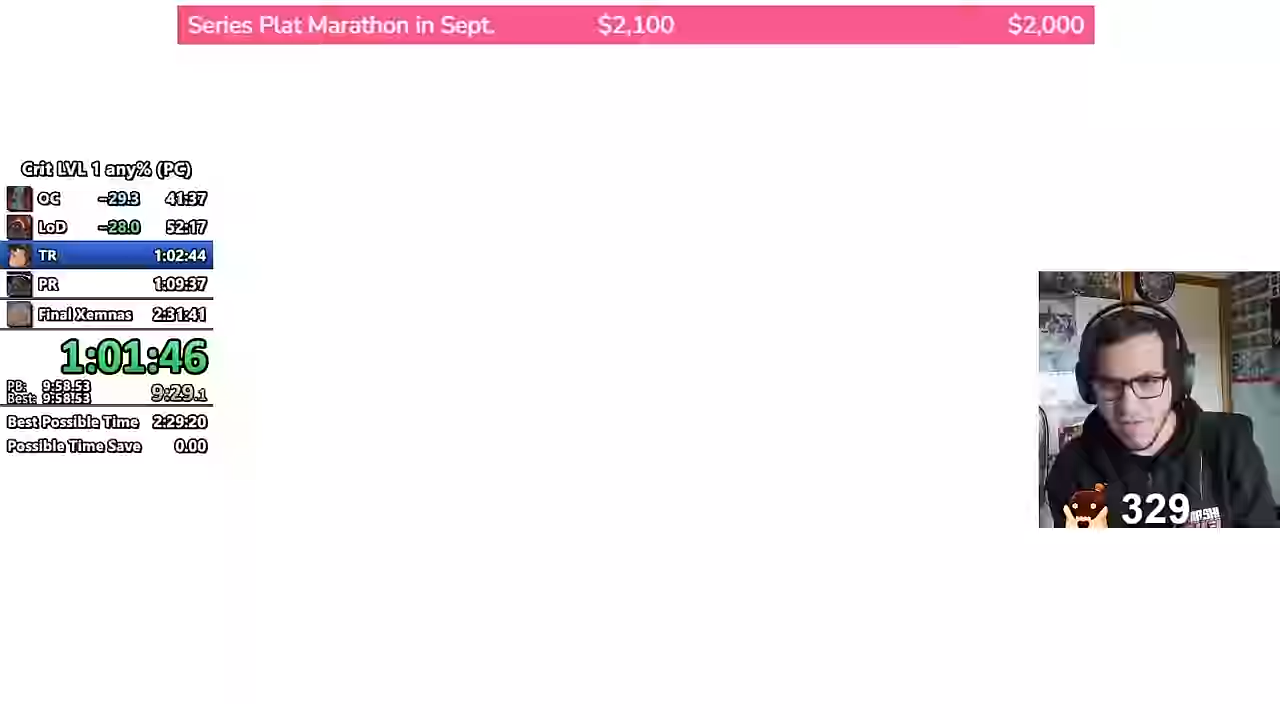 Series Plat Marathon in Sept. $2,100 $2,000
Crit LVL 1 any% (PC)
OC -29.3 41:37
LoD -28.0 52:17
TR 1:02:44
PR 1:09:37
Final Xemnas 2:31:41
1:01:46
PB: 9:58.53
Best: 9:58.53
9:29.1
Best Possible Time 2:29:20
Possible Time Save 0.00
329